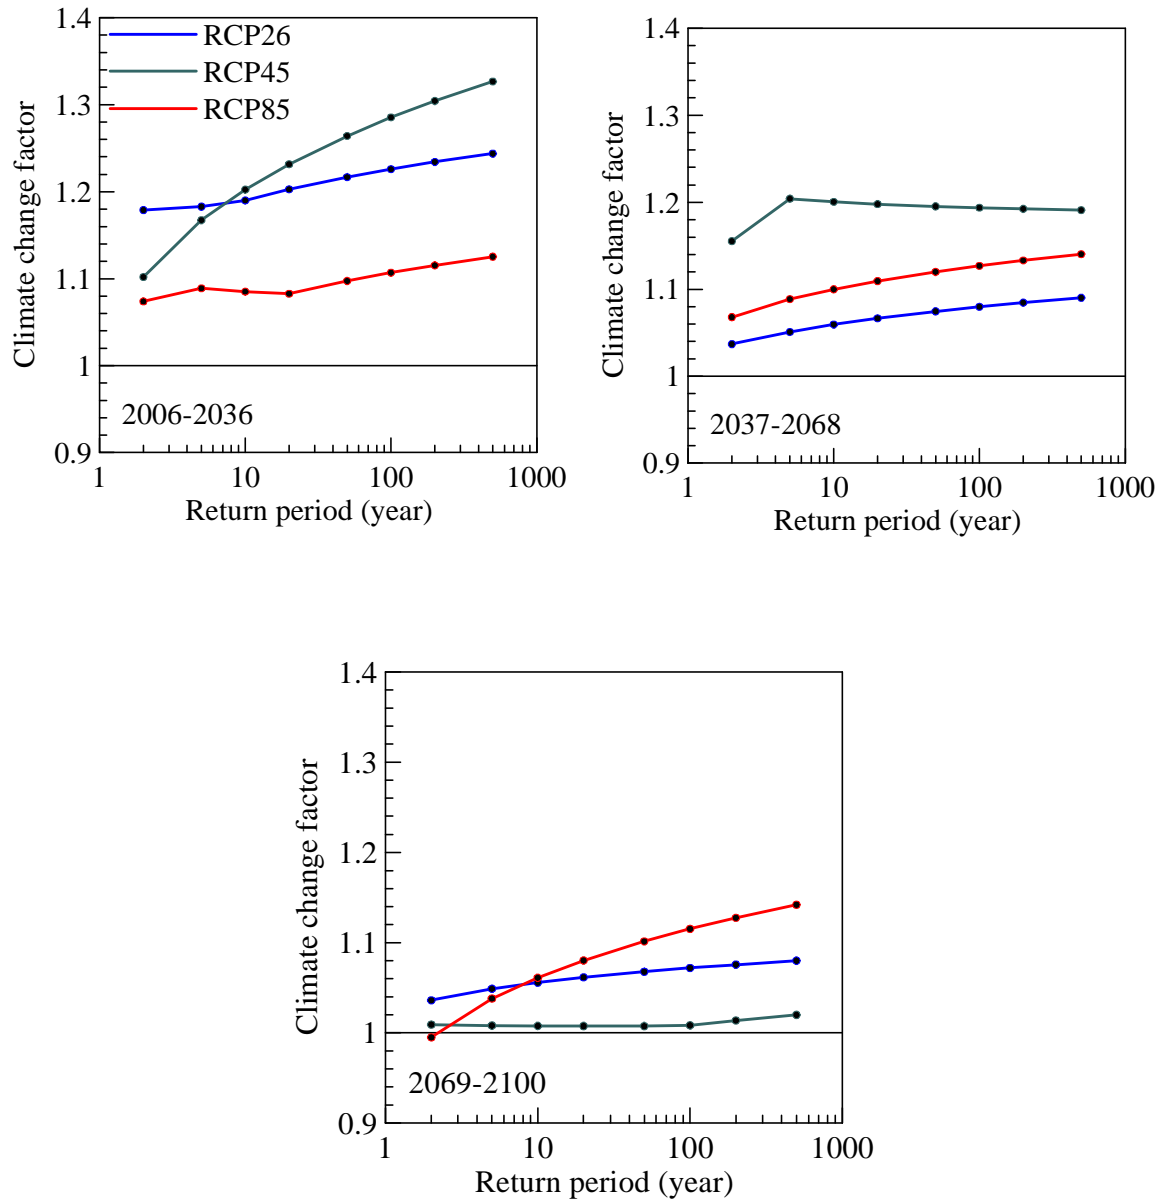 1.4
RCP26
RCP45
RCP85
1.3
1.2
1.1
1
0.9
Climate change factor
2006-2036
1 10 100 1000
Return period (year)
1.4
1.3
1.2
1.1
1
0.9
Climate change factor
2037-2068
1 10 100 1000
Return period (year)
1.4
1.3
1.2
1.1
1
0.9
Climate change factor
2069-2100
1 10 100 1000
Return period (year)